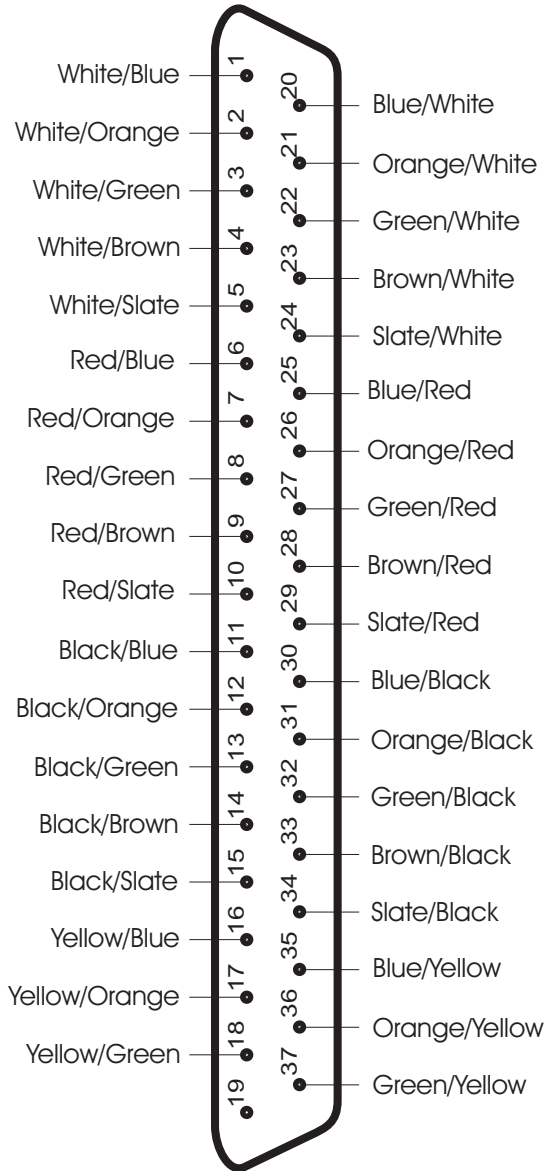 White/Blue 1
20 Blue/White
White/Orange 2
21 Orange/White
White/Green 3
22 Green/White
White/Brown 4
23 Brown/White
White/Slate 5
24 Slate/White
Red/Blue 6
25 Blue/Red
Red/Orange 7
26 Orange/Red
Red/Green 8
27 Green/Red
Red/Brown 9
28 Brown/Red
Red/Slate 10
29 Slate/Red
Black/Blue 11
30 Blue/Black
Black/Orange 12
31 Orange/Black
Black/Green 13
32 Green/Black
Black/Brown 14
33 Brown/Black
Black/Slate 15
34 Slate/Black
Yellow/Blue 16
35 Blue/Yellow
Yellow/Orange 17
36 Orange/Yellow
Yellow/Green 18
37 Green/Yellow
19